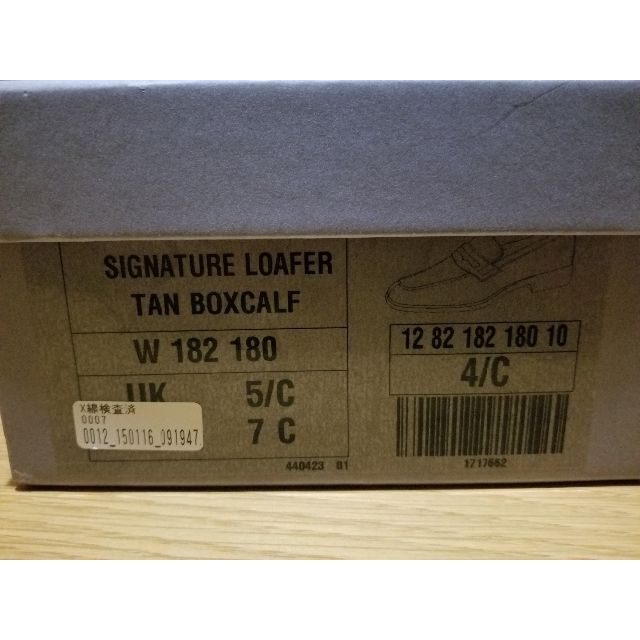 SIGNATURE LOAFER
TAN BOXCALF
W 182 180
UK 5/C
7 C
X線検査済
0007
0012_150116_091947
440423 01
12 82 182 180 10
4/C
1717662